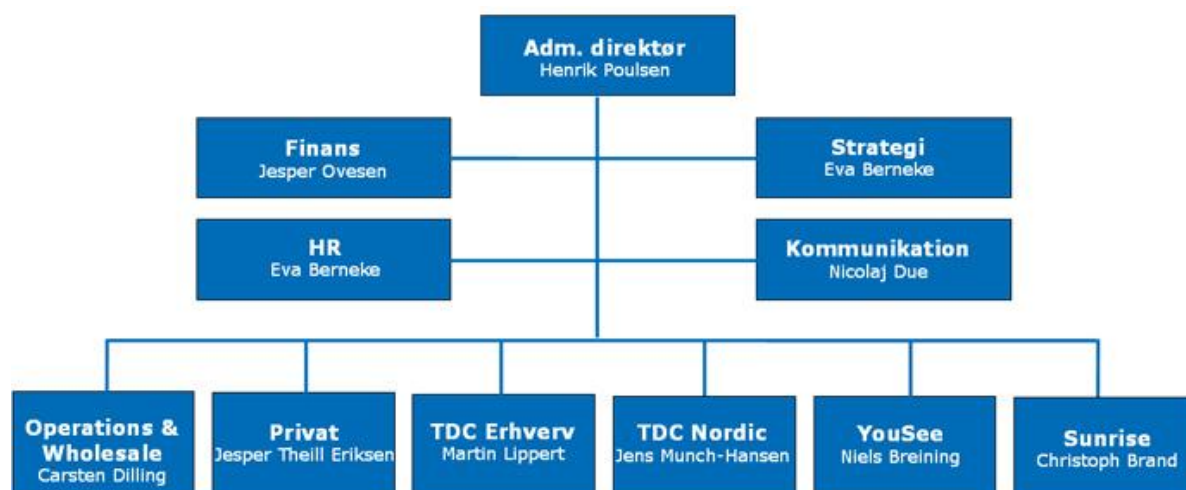 Adm. direktør
Henrik Poulsen
Finans
Jesper Ovesen
Strategi
Eva Berneke
HR
Eva Berneke
Kommunikation
Nicolaj Due
Operations &
Wholesale
Carsten Dilling
Privat
Jesper Theill Eriksen
TDC Erhverv
Martin Lippert
TDC Nordic
Jens Munch-Hansen
YouSee
Niels Breining
Sunrise
Christoph Brand